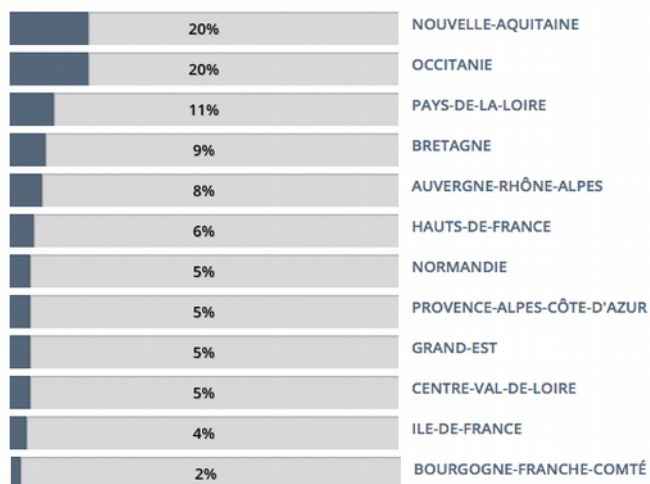 20% NOUVELLE-AQUITAINE
20% OCCITANIE
11% PAYS-DE-LA-LOIRE
9% BRETAGNE
8% AUVERGNE-RHÔNE-ALPES
6% HAUTS-DE-FRANCE
5% NORMANDIE
5% PROVENCE-ALPES-CÔTE-D'AZUR
5% GRAND-EST
5% CENTRE-VAL-DE-LOIRE
4% ILE-DE-FRANCE
2% BOURGOGNE-FRANCHE-COMTÉ